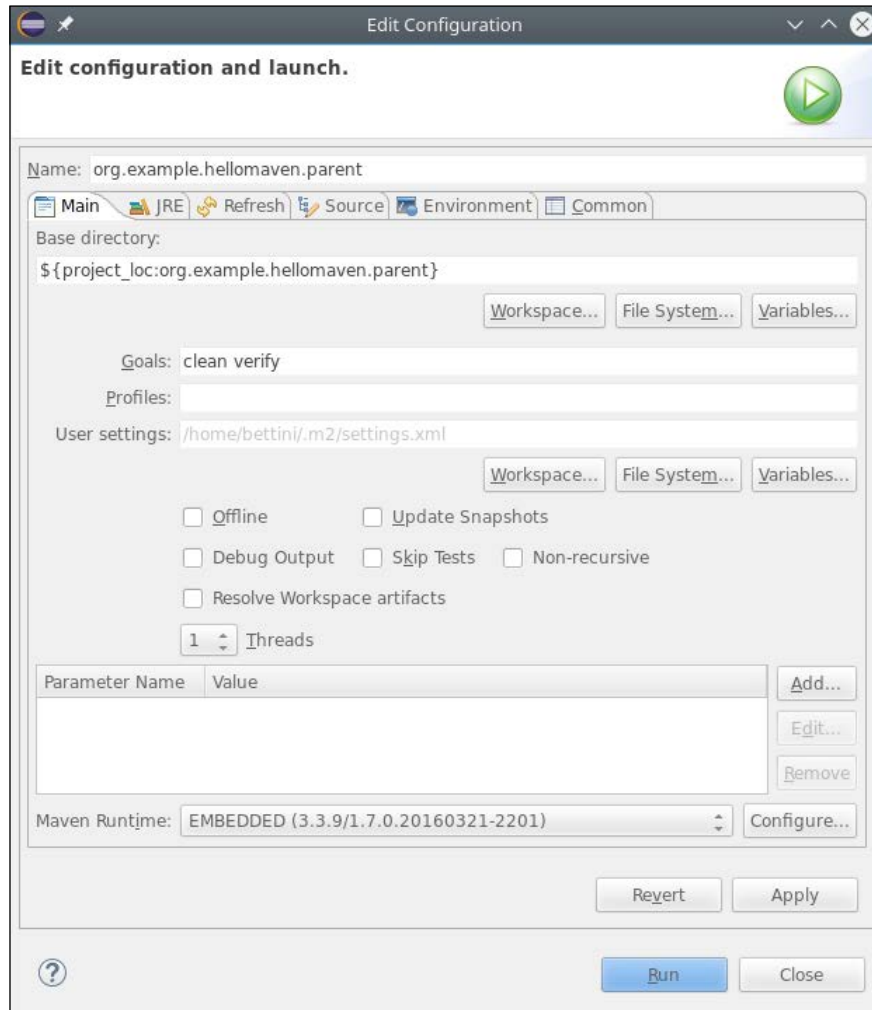 Edit Configuration
Edit configuration and launch.
Name: org.example.hellomaven.parent
Main JRE Refresh Source Environment Common
Base directory:
${project_loc:org.example.hellomaven.parent}
Workspace... File System... Variables...
Goals: clean verify
Profiles:
User settings: /home/bettini/.m2/settings.xml
Workspace... File System... Variables...
Offline Update Snapshots
Debug Output Skip Tests Non-recursive
Resolve Workspace artifacts
1 Threads
Parameter Name Value Add...
Edit...
Remove
Maven Runtime: EMBEDDED (3.3.9/1.7.0.20160321-2201) Configure...
Revert Apply
? Run Close